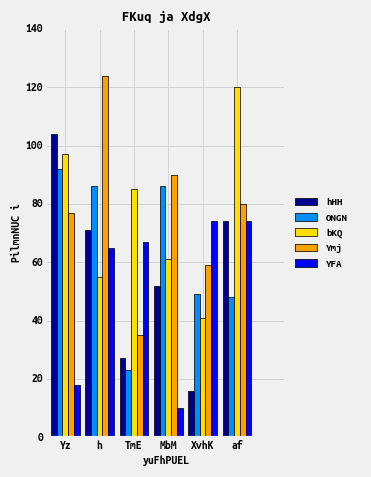 FKuq ja XdgX
140
120
100
80
60
40
20
0
PilmnNUC i
Yz h TmE MbM XvhK af
yuFhPUEL
hHH
ONGN
bKQ
Ymj
YFA